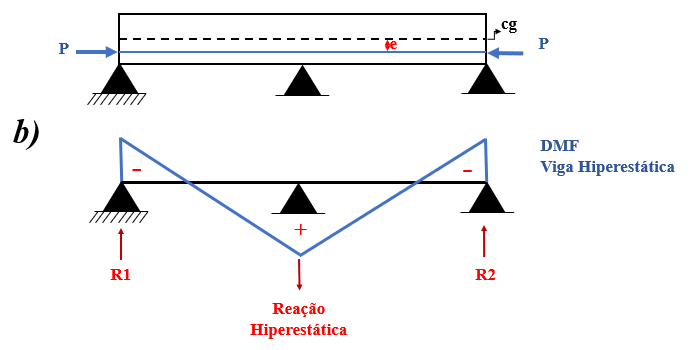 cg
P
e
P
b)
DMF
Viga Hiperestática
-
-
+
R1
R2
Reação
Hiperestática